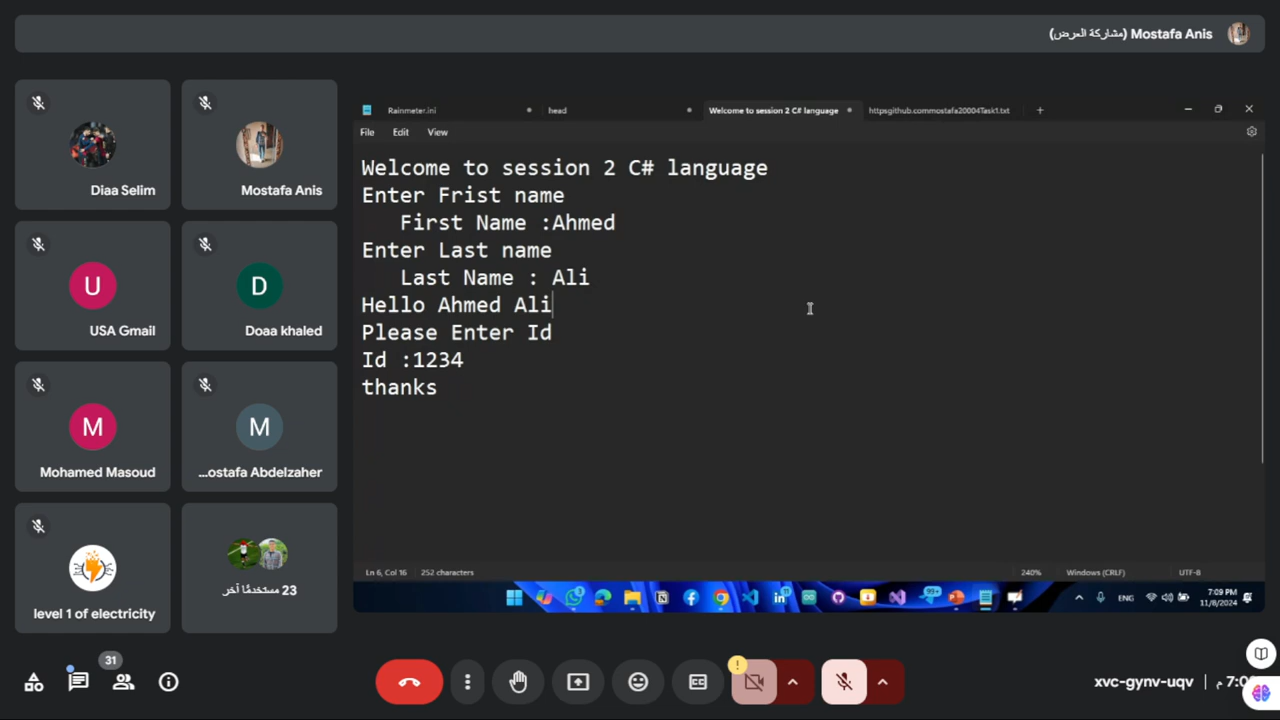 Mostafa Anis (مشاركة العرض)
Diaa Selim
Mostafa Anis
U
USA Gmail
D
Doaa khaled
M
Mohamed Masoud
M
...ostafa Abdelzaher
level 1 of electricity
23 مستخدمًا آخر
Rainmeter.ini
head
Welcome to session 2 C# language
httpsgithub.commostafa20004Task1.txt
File
Edit
View
Welcome to session 2 C# language
Enter Frist name
First Name :Ahmed
Enter Last name
Last Name : Ali
Hello Ahmed Ali
Please Enter Id
Id :1234
thanks
Ln 6, Col 16
252 characters
240%
Windows (CRLF)
UTF-8
99+
ENG
7:09 PM
11/8/2024
31
xvc-gynv-uqv